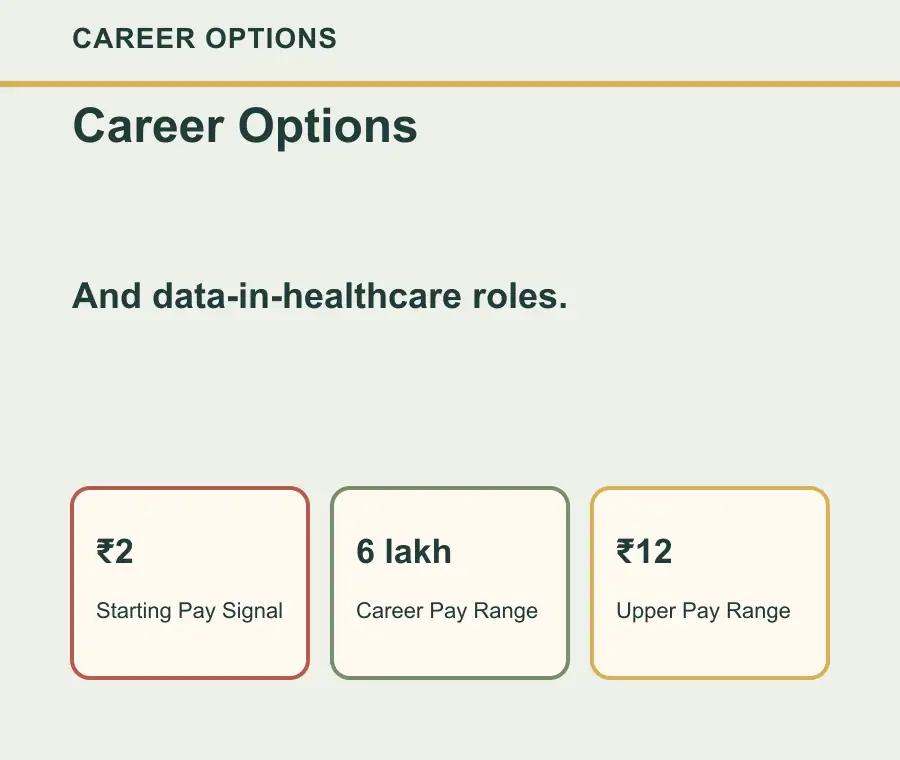 CAREER OPTIONS
Career Options
And data-in-healthcare roles.
₹2
Starting Pay Signal
6 lakh
Career Pay Range
₹12
Upper Pay Range